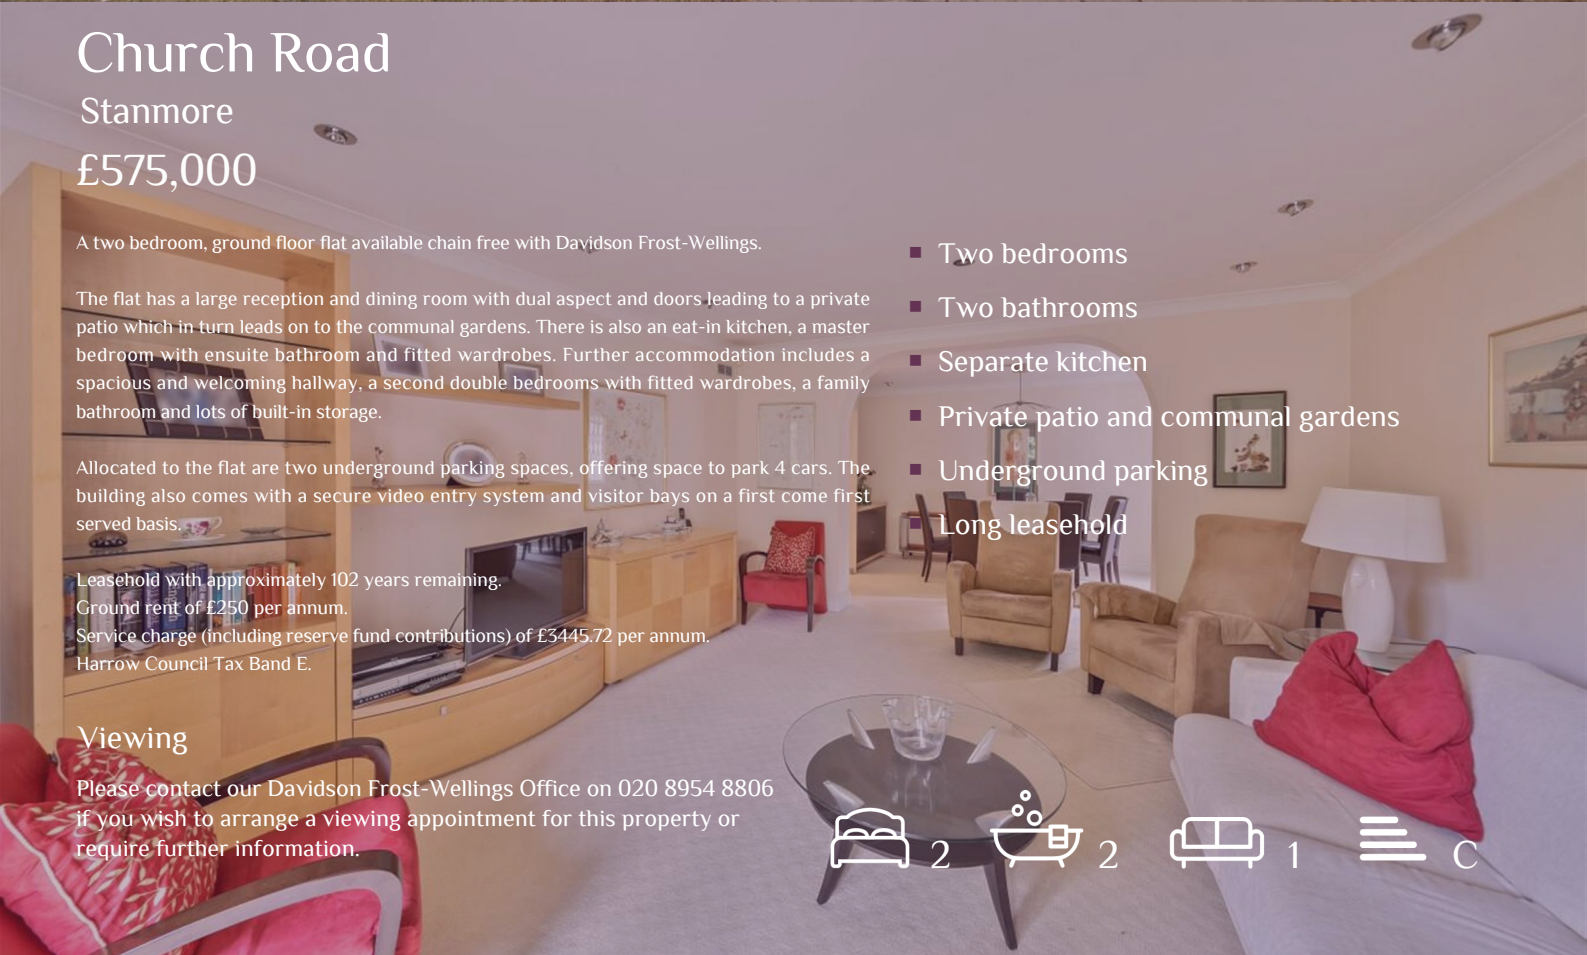 Church Road
Stanmore
£575,000
A two bedroom, ground floor flat available chain free with Davidson Frost-Wellings.
The flat has a large reception and dining room with dual aspect and doors leading to a private
patio which in turn leads on to the communal gardens. There is also an eat-in kitchen, a master
bedroom with ensuite bathroom and fitted wardrobes. Further accommodation includes a
spacious and welcoming hallway, a second double bedrooms with fitted wardrobes, a family
bathroom and lots of built-in storage.
Allocated to the flat are two underground parking spaces, offering space to park 4 cars. The
building also comes with a secure video entry system and visitor bays on a first come first
served basis.
Leasehold with approximately 102 years remaining.
Ground rent of £250 per annum.
Service charge (including reserve fund contributions) of £3445.72 per annum.
Harrow Council Tax Band E.
Viewing
Please contact our Davidson Frost-Wellings Office on 020 8954 8806
if you wish to arrange a viewing appointment for this property or
require further information.
Two bedrooms
Two bathrooms
Separate kitchen
Private patio and communal gardens
Underground parking
Long leasehold
2 2 1 C